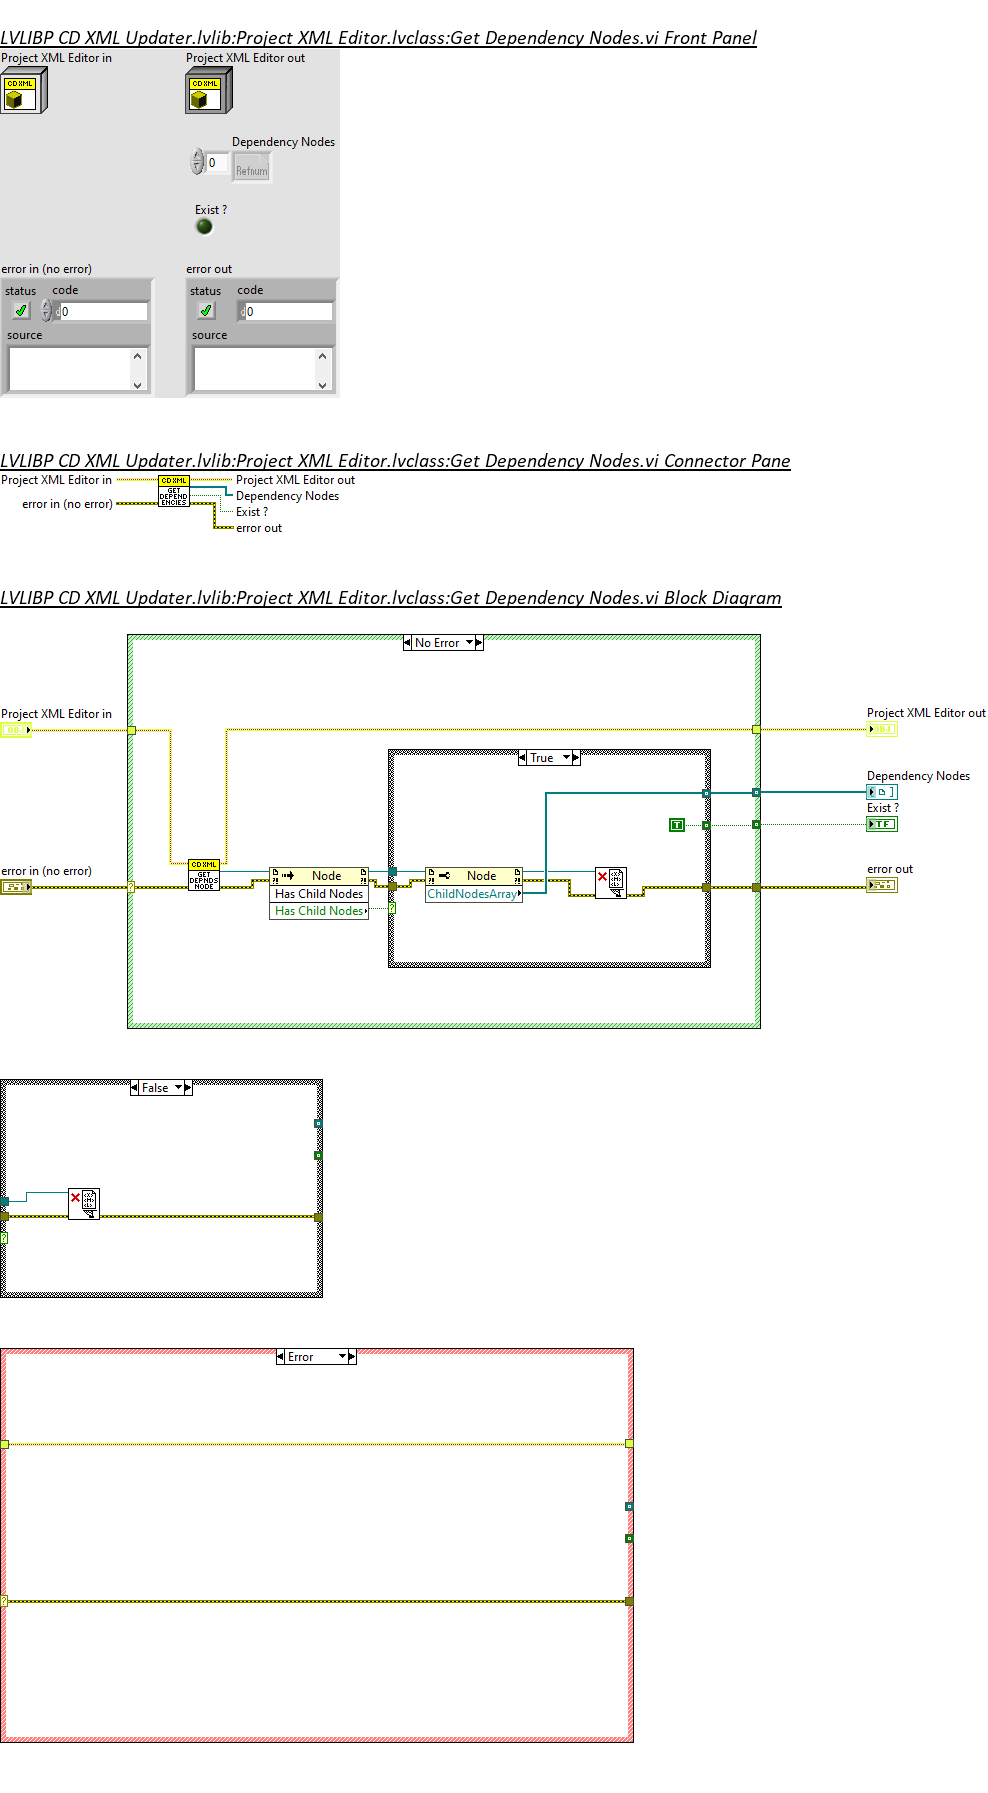 LVLIBP CD XML Updater.lvlib:Project XML Editor.lvclass:Get Dependency Nodes.vi Front Panel
Project XML Editor in
Project XML Editor out
CD XML
CD XML
Dependency Nodes
0
Refnum
Exist ?
error in (no error)
error out
status
code
status
code
0
0
source
source
LVLIBP CD XML Updater.lvlib:Project XML Editor.lvclass:Get Dependency Nodes.vi Connector Pane
Project XML Editor in
CD XML
Project XML Editor out
GET
DEPEND
ENCIES
Dependency Nodes
error in (no error)
Exist ?
error out
LVLIBP CD XML Updater.lvlib:Project XML Editor.lvclass:Get Dependency Nodes.vi Block Diagram
No Error
Project XML Editor in
Project XML Editor out
True
Dependency Nodes
Exist ?
T
TF
error in (no error)
error out
CD XML
GET
DEPNDS
NODE
Node
Has Child Nodes
Has Child Nodes
Node
ChildNodesArray
?
?
False
?
Error
?